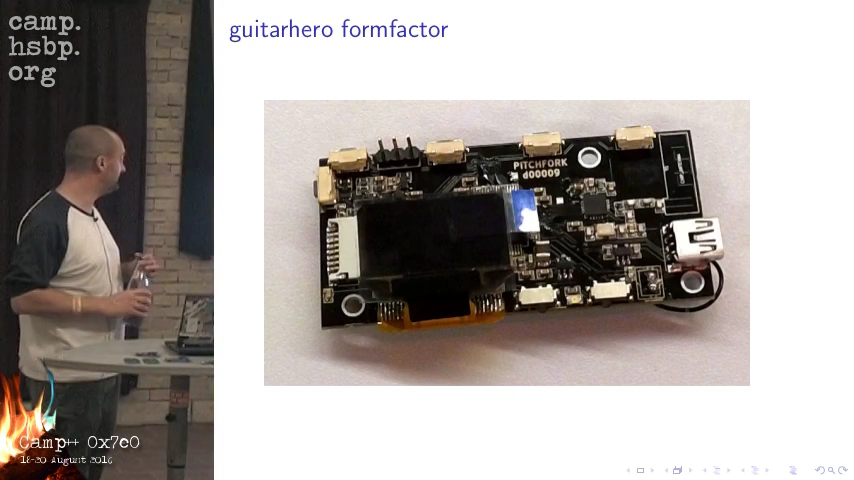 camp.
hsbp.
org
guitarhero formfactor
PITCHFORK
d00009
Camp++ 0x7e0
18-20 August 2016